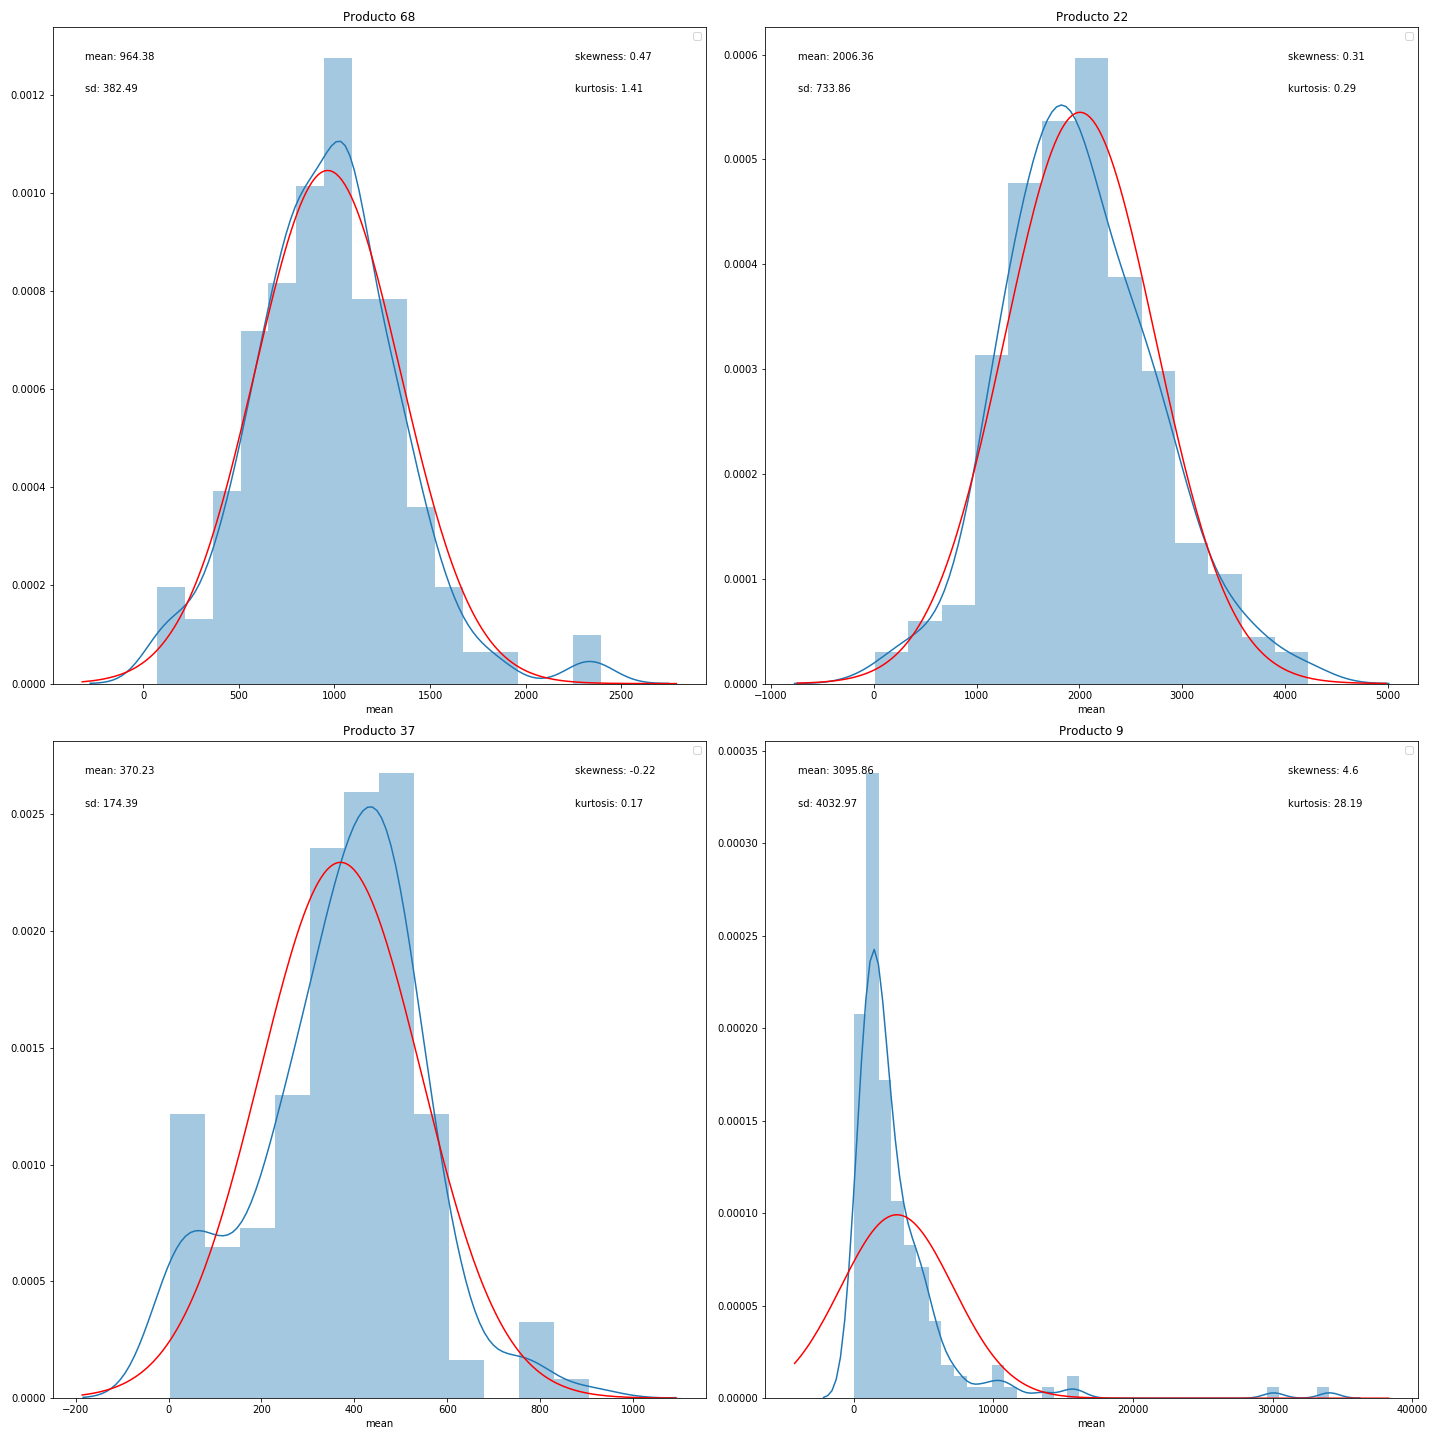 Producto 68
mean: 964.38
skewness: 0.47
sd: 382.49
kurtosis: 1.41
0.0012
0.0010
0.0008
0.0006
0.0004
0.0002
0.0000
0 500 1000 1500 2000 2500
mean
Producto 22
mean: 2006.36
skewness: 0.31
sd: 733.86
kurtosis: 0.29
0.0006
0.0005
0.0004
0.0003
0.0002
0.0001
0.0000
−1000 0 1000 2000 3000 4000 5000
mean
Producto 37
mean: 370.23
skewness: -0.22
sd: 174.39
kurtosis: 0.17
0.0025
0.0020
0.0015
0.0010
0.0005
0.0000
−200 0 200 400 600 800 1000
mean
Producto 9
mean: 3095.86
skewness: 4.6
sd: 4032.97
kurtosis: 28.19
0.00035
0.00030
0.00025
0.00020
0.00015
0.00010
0.00005
0.00000
0 10000 20000 30000 40000
mean